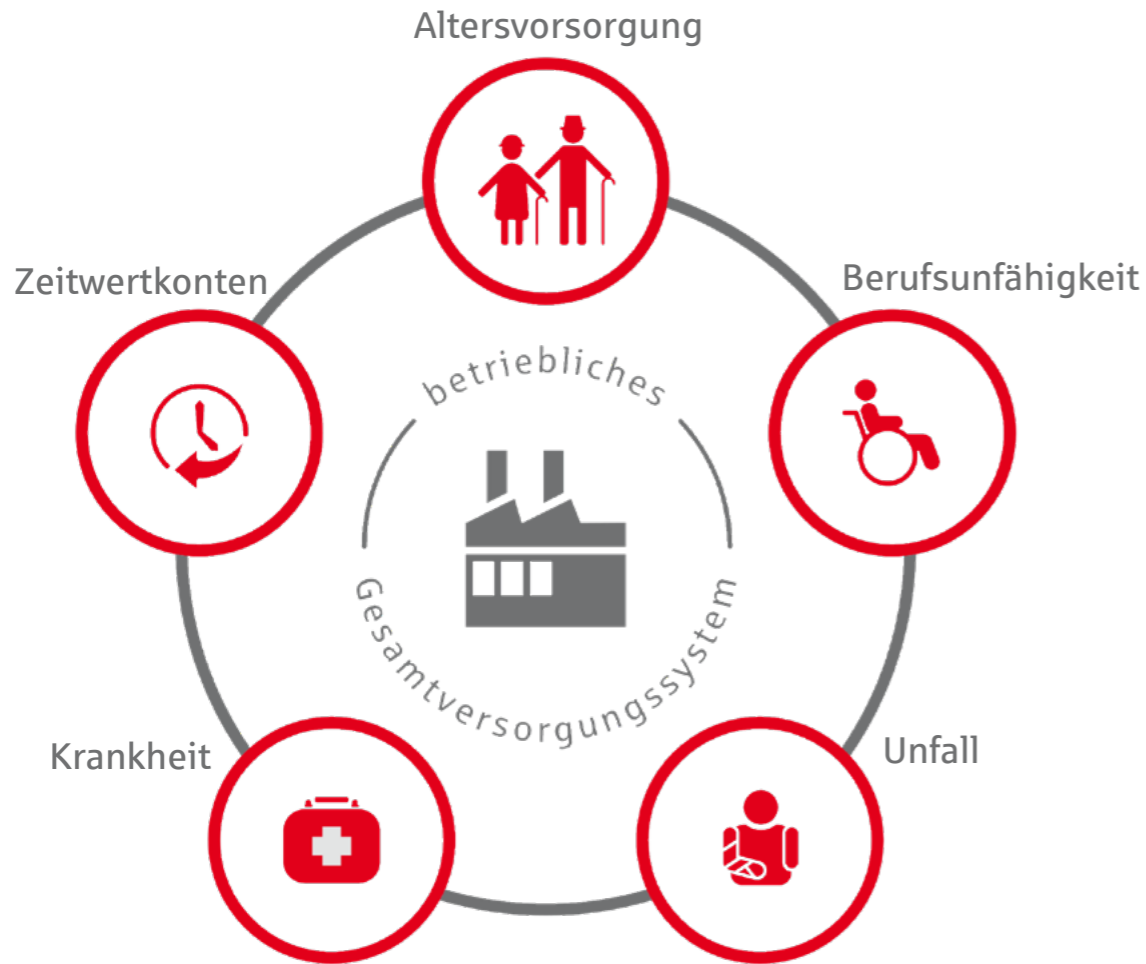 Altersvorsorgung
Zeitwertkonten
Berufsunfähigkeit
betriebliches
Gesamtversorgungssystem
Krankheit
Unfall